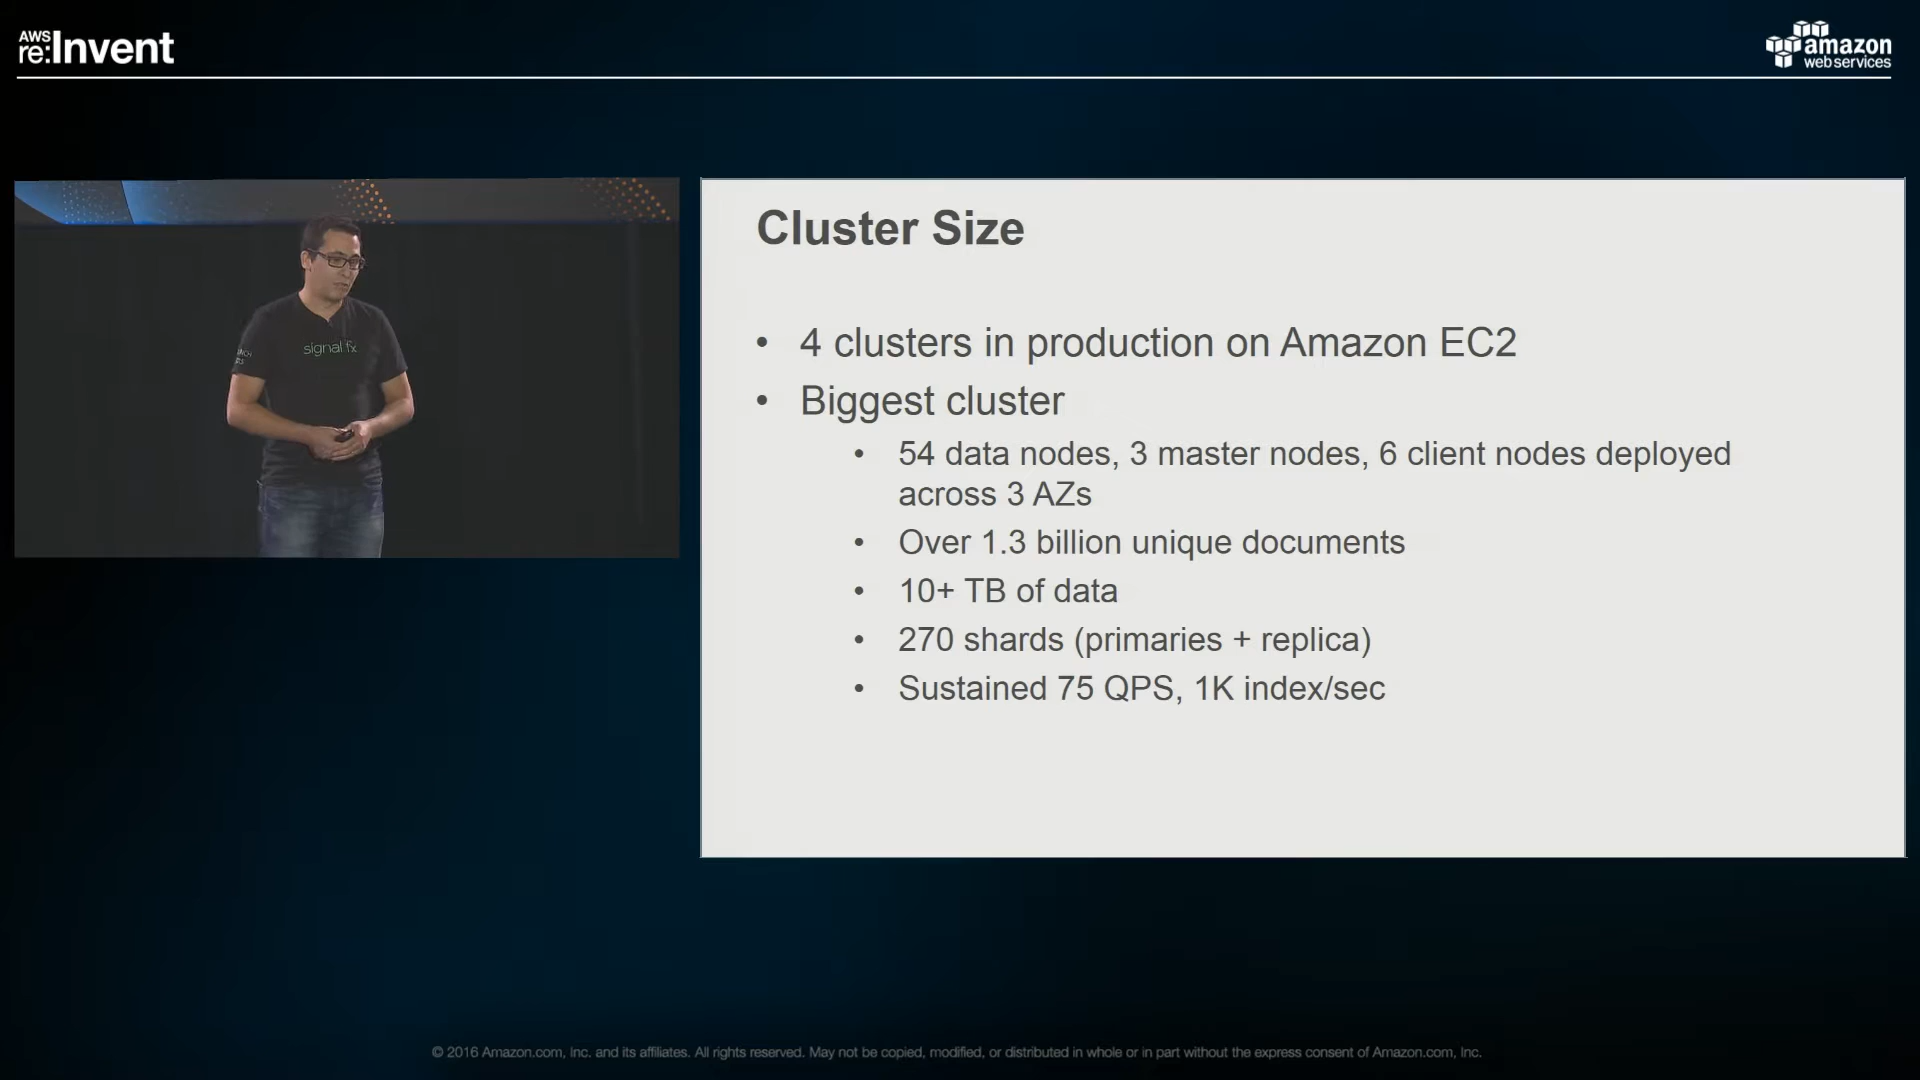 AWS
re:Invent
amazon
webservices
signal fx
Cluster Size
• 4 clusters in production on Amazon EC2
• Biggest cluster
• 54 data nodes, 3 master nodes, 6 client nodes deployed
across 3 AZs
• Over 1.3 billion unique documents
• 10+ TB of data
• 270 shards (primaries + replica)
• Sustained 75 QPS, 1K index/sec
© 2016 Amazon.com, Inc. and its affiliates. All rights reserved. May not be copied, modified, or distributed in whole or in part without the express consent of Amazon.com, Inc.